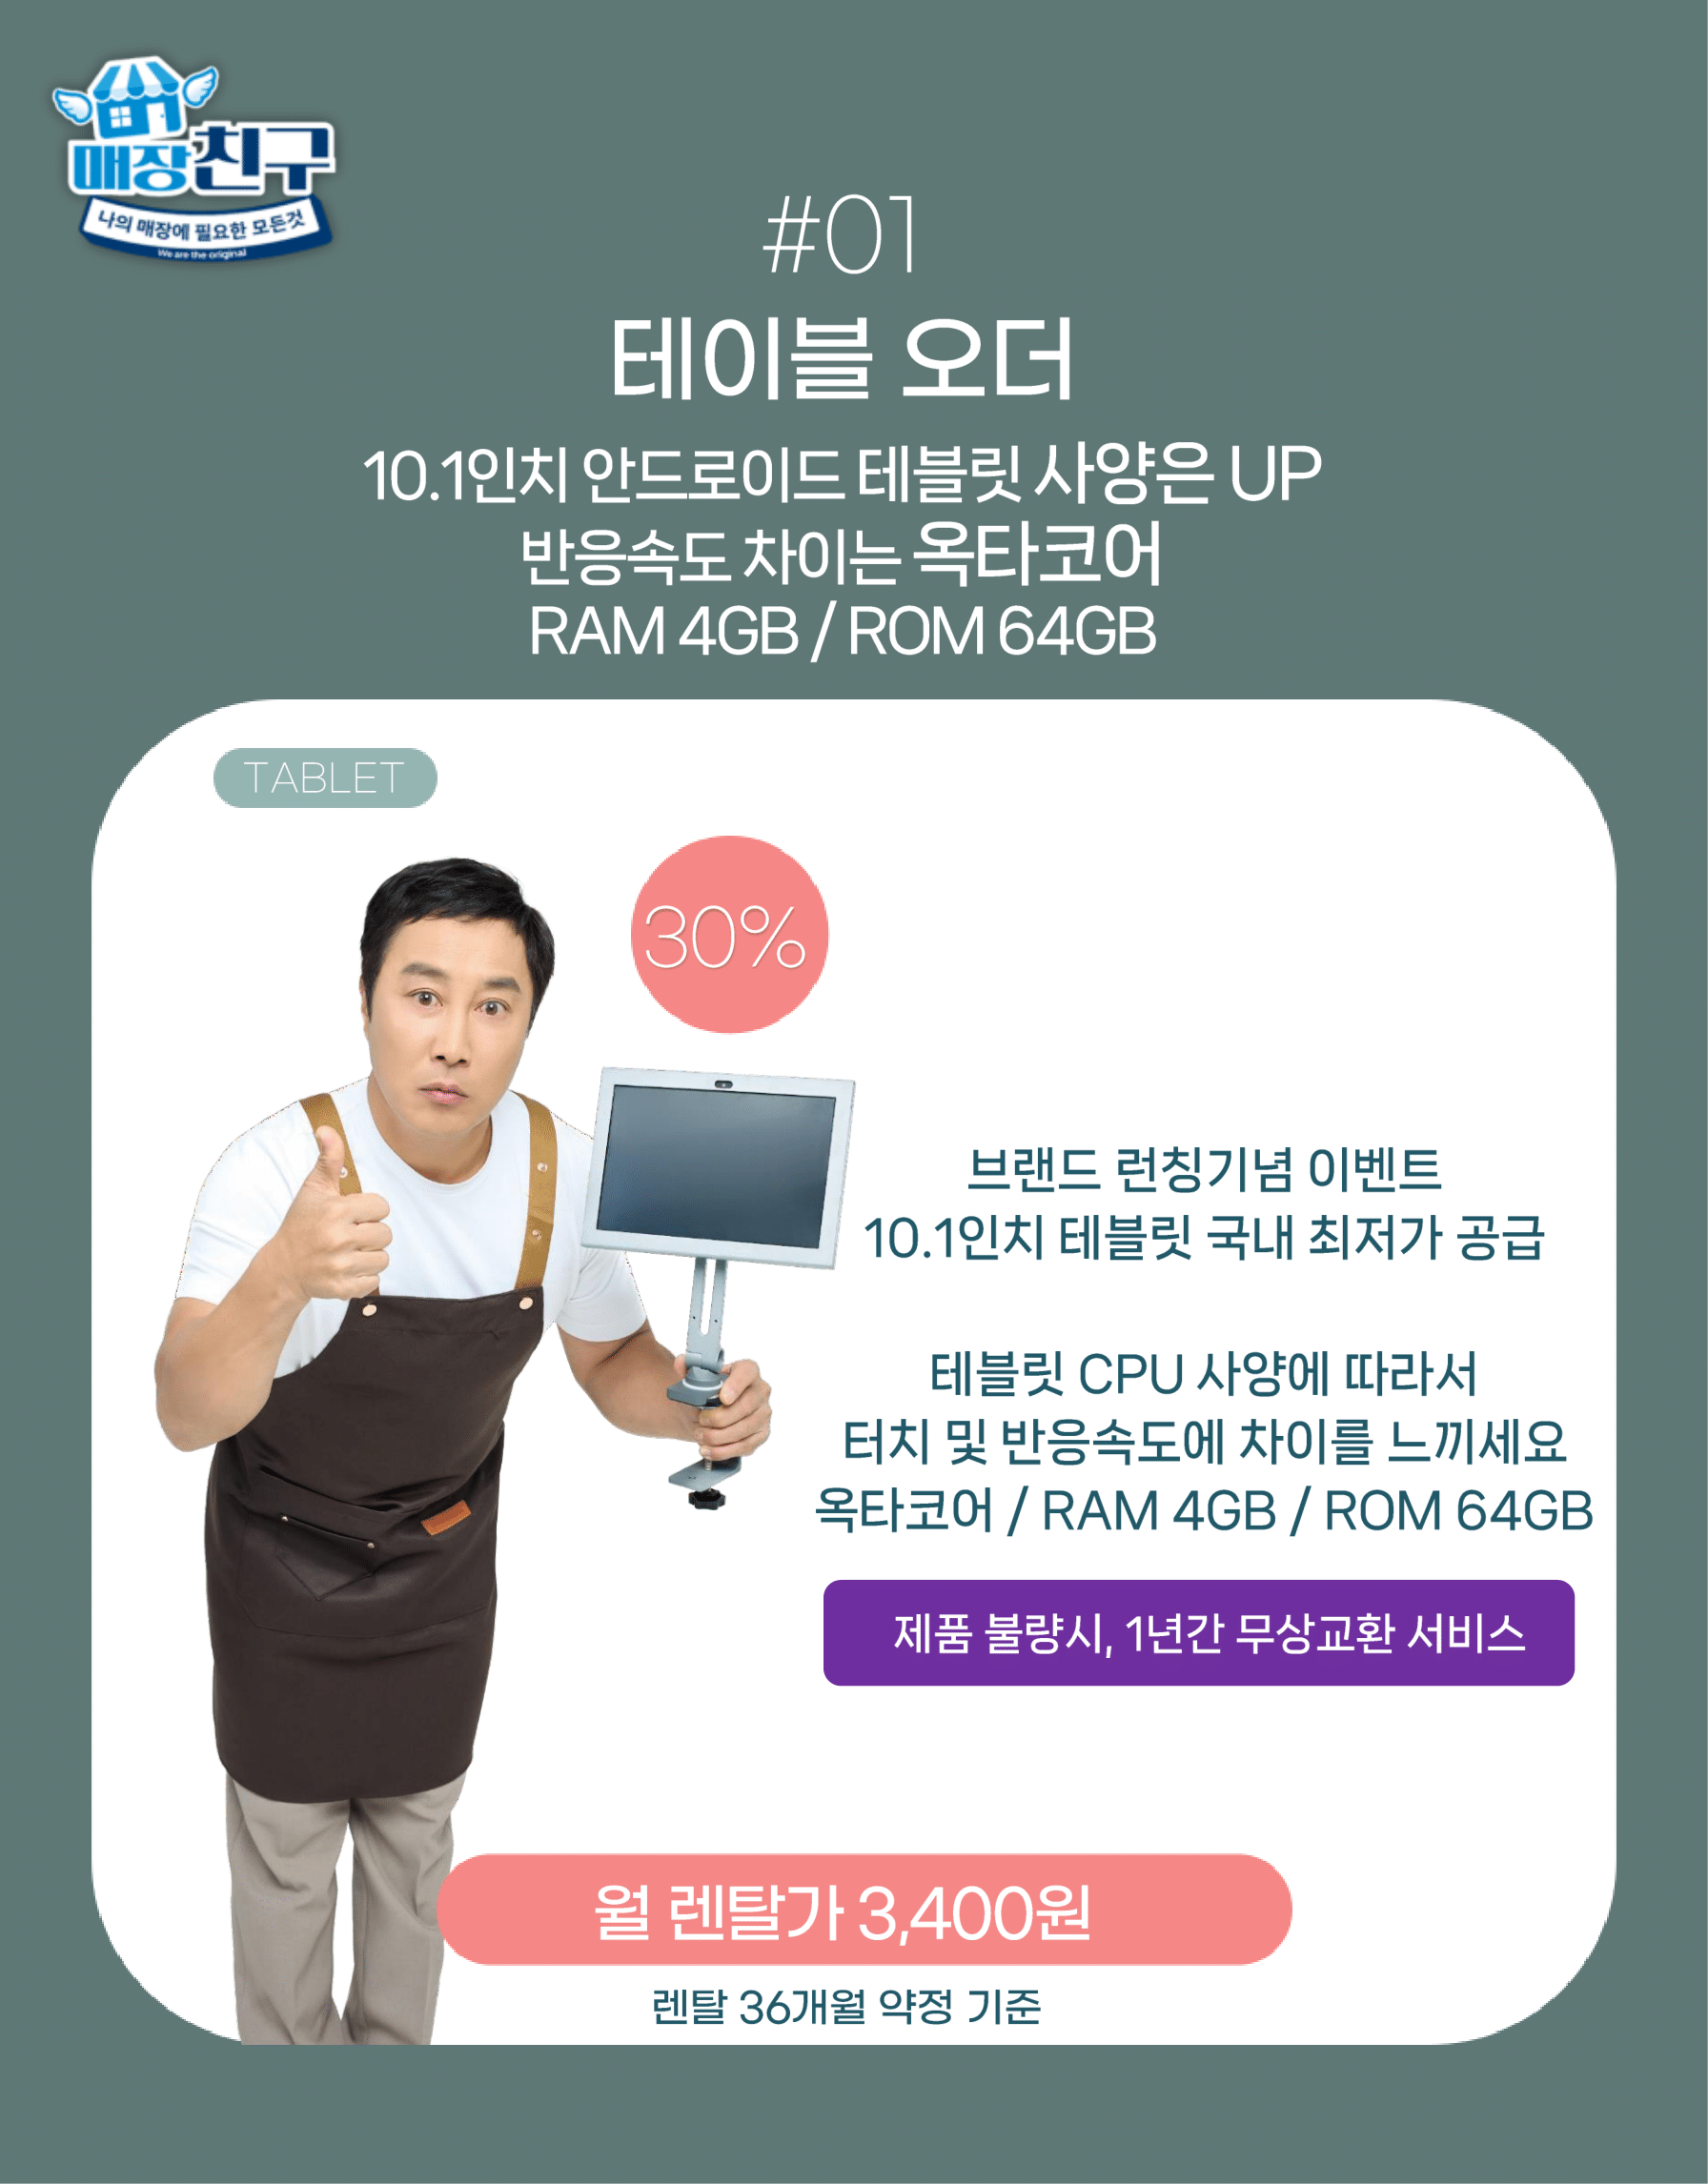 매장친구
나의 매장에 필요한 모든것
We are the original
#01
테이블 오더
10.1인치 안드로이드 테블릿 사양은 UP
반응속도 차이는 옥타코어
RAM 4GB / ROM 64GB
TABLET
30%
브랜드 런칭기념 이벤트
10.1인치 테블릿 국내 최저가 공급
테블릿 CPU 사양에 따라서
터치 및 반응속도에 차이를 느끼세요
옥타코어 / RAM 4GB / ROM 64GB
제품 불량시, 1년간 무상교환 서비스
월 렌탈가 3,400원
렌탈 36개월 약정 기준